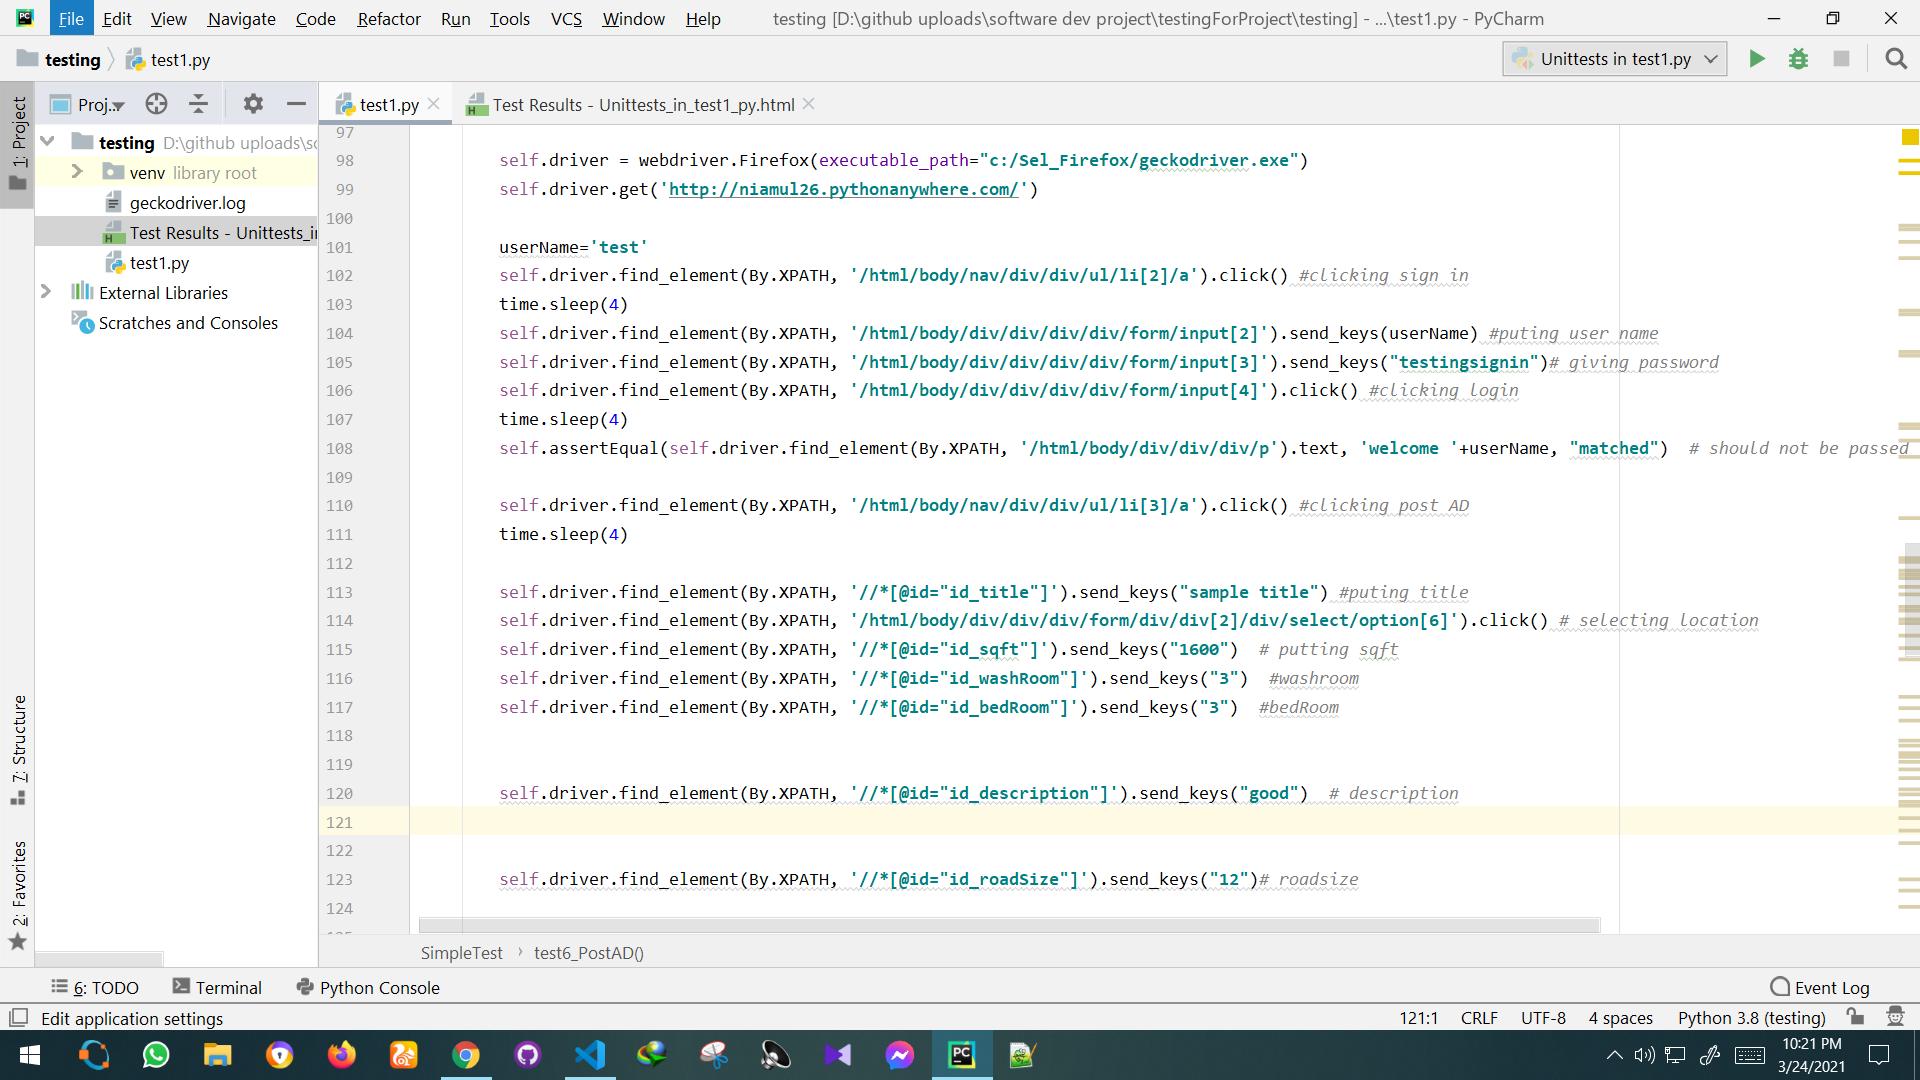 File Edit View Navigate Code Refactor Run Tools VCS Window Help testing [D:\github uploads\software dev project\testingForProject\testing] - ...\test1.py - PyCharm
testing test1.py Unittests in test1.py
Proj... test1.py Test Results - Unittests_in_test1_py.html
1: Project
7: Structure
2: Favorites
testing D:\github uploads\so
venv library root
geckodriver.log
Test Results - Unittests_i
test1.py
External Libraries
Scratches and Consoles
97
98 self.driver = webdriver.Firefox(executable_path="c:/Sel_Firefox/geckodriver.exe")
99 self.driver.get('http://niamul26.pythonanywhere.com/')
100
101 userName='test'
102 self.driver.find_element(By.XPATH, '/html/body/nav/div/div/ul/li[2]/a').click() #clicking sign in
103 time.sleep(4)
104 self.driver.find_element(By.XPATH, '/html/body/div/div/div/div/form/input[2]').send_keys(userName) #puting user name
105 self.driver.find_element(By.XPATH, '/html/body/div/div/div/div/form/input[3]').send_keys("testingsignin")# giving password
106 self.driver.find_element(By.XPATH, '/html/body/div/div/div/div/form/input[4]').click() #clicking login
107 time.sleep(4)
108 self.assertEqual(self.driver.find_element(By.XPATH, '/html/body/div/div/div/p').text, 'welcome '+userName, "matched") # should not be passed
109
110 self.driver.find_element(By.XPATH, '/html/body/nav/div/div/ul/li[3]/a').click() #clicking post AD
111 time.sleep(4)
112
113 self.driver.find_element(By.XPATH, '//*[@id="id_title"]').send_keys("sample title") #puting title
114 self.driver.find_element(By.XPATH, '/html/body/div/div/div/form/div/div[2]/div/select/option[6]').click() # selecting location
115 self.driver.find_element(By.XPATH, '//*[@id="id_sqft"]').send_keys("1600") # putting sqft
116 self.driver.find_element(By.XPATH, '//*[@id="id_washRoom"]').send_keys("3") #washroom
117 self.driver.find_element(By.XPATH, '//*[@id="id_bedRoom"]').send_keys("3") #bedRoom
118
119
120 self.driver.find_element(By.XPATH, '//*[@id="id_description"]').send_keys("good") # description
121
122
123 self.driver.find_element(By.XPATH, '//*[@id="id_roadSize"]').send_keys("12")# roadsize
124
SimpleTest › test6_PostAD()
6: TODO Terminal Python Console Event Log
Edit application settings 121:1 CRLF UTF-8 4 spaces Python 3.8 (testing)
10:21 PM
3/24/2021